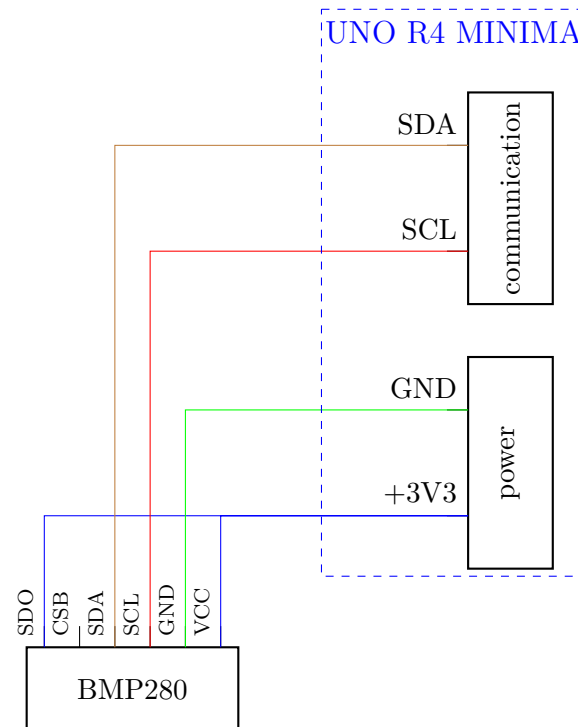 UNO R4 MINIMA
SDA
communication
SCL
GND
power
+3V3
SDO
CSB
SDA
SCL
GND
VCC
BMP280